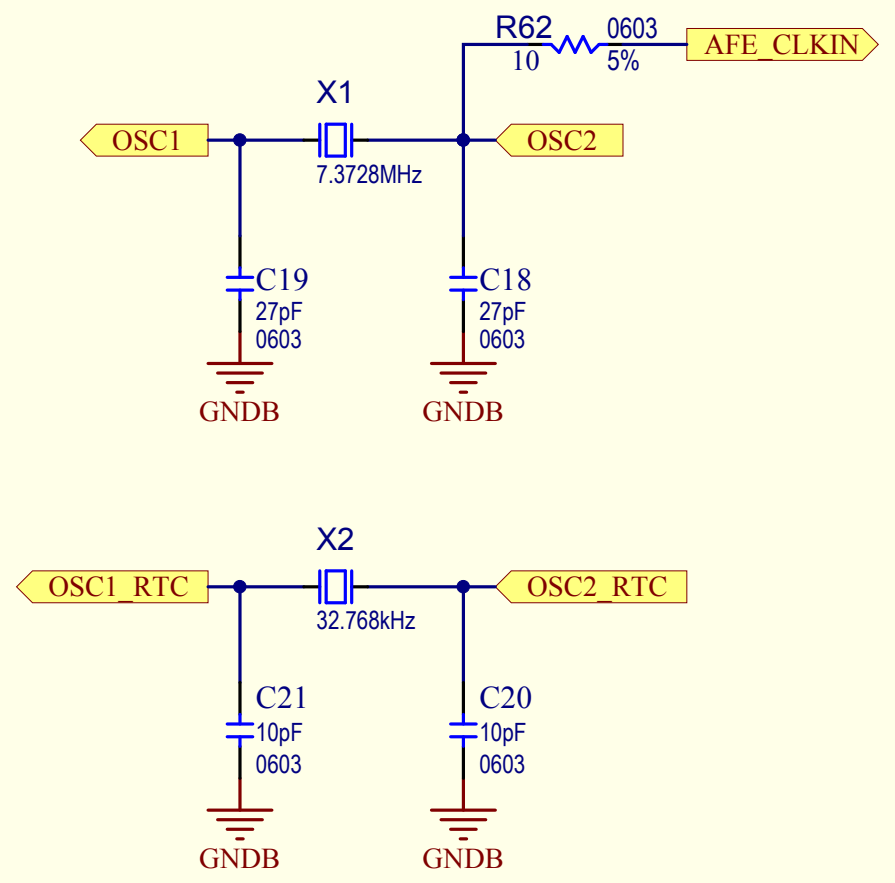 R62 0603
10 5%
AFE_CLKIN
X1
OSC1
OSC2
7.3728MHz
C19
27pF
0603
C18
27pF
0603
GNDB
GNDB
X2
OSC1_RTC
OSC2_RTC
32.768kHz
C21
10pF
0603
C20
10pF
0603
GNDB
GNDB